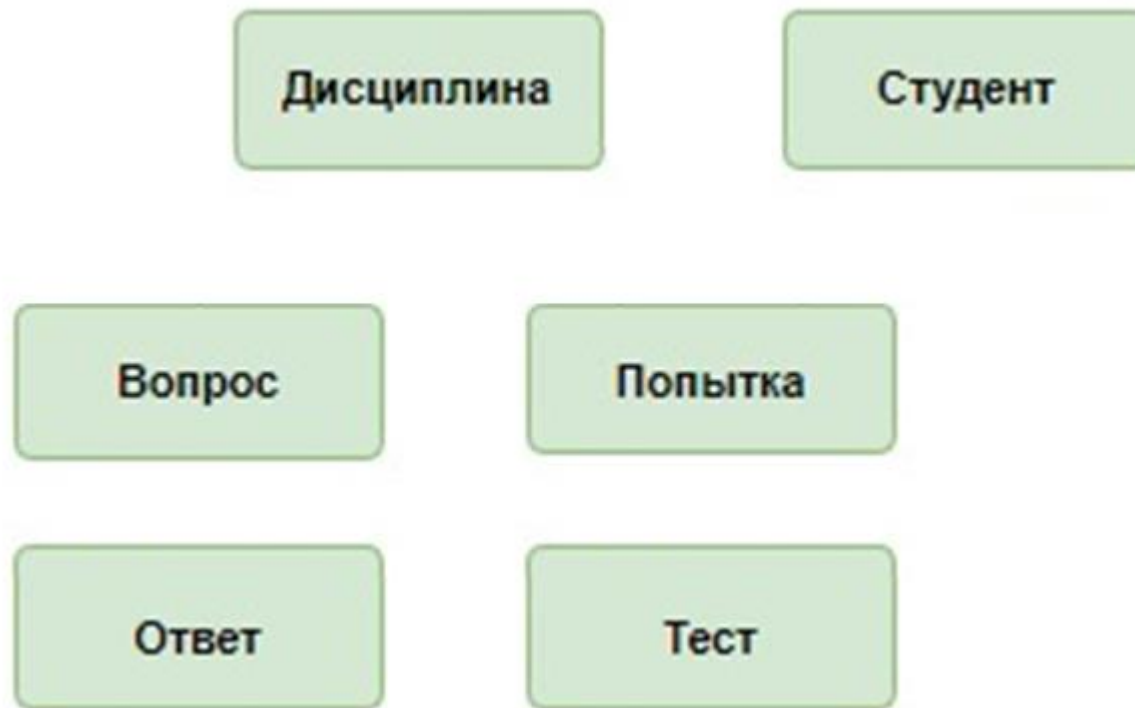 Дисциплина
Студент
Вопрос
Попытка
Ответ
Тест